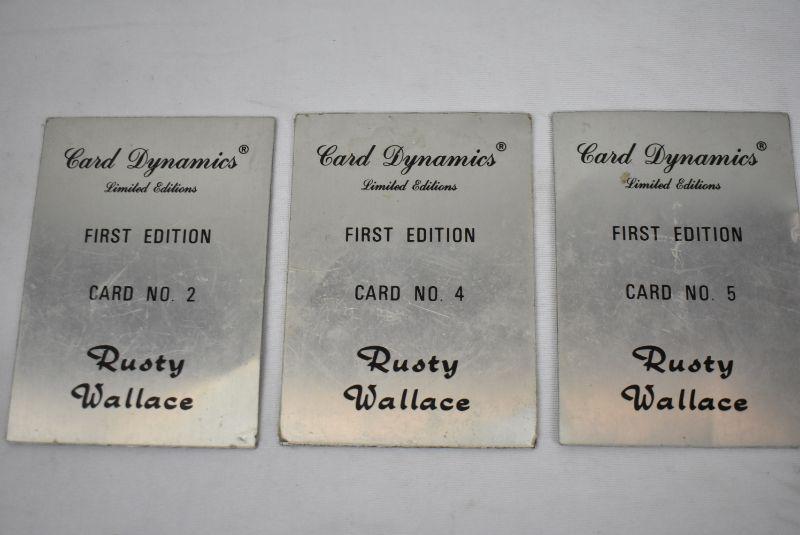 Card Dynamics®
Limited Editions
FIRST EDITION
CARD NO. 2
Rusty
Wallace
Card Dynamics®
Limited Editions
FIRST EDITION
CARD NO. 4
Rusty
Wallace
Card Dynamics®
Limited Editions
FIRST EDITION
CARD NO. 5
Rusty
Wallace